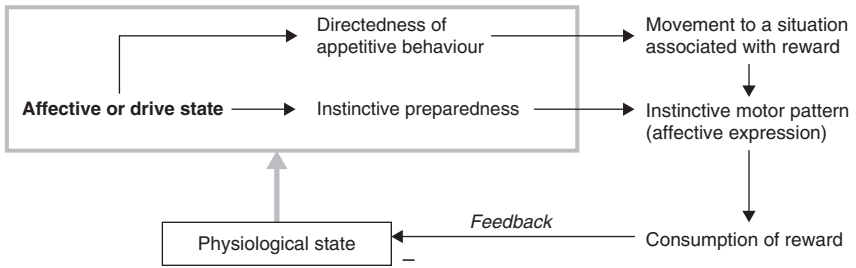 Directedness of
appetitive behaviour
Movement to a situation
associated with reward
Affective or drive state
Instinctive preparedness
Instinctive motor pattern
(affective expression)
Feedback
Physiological state
–
Consumption of reward